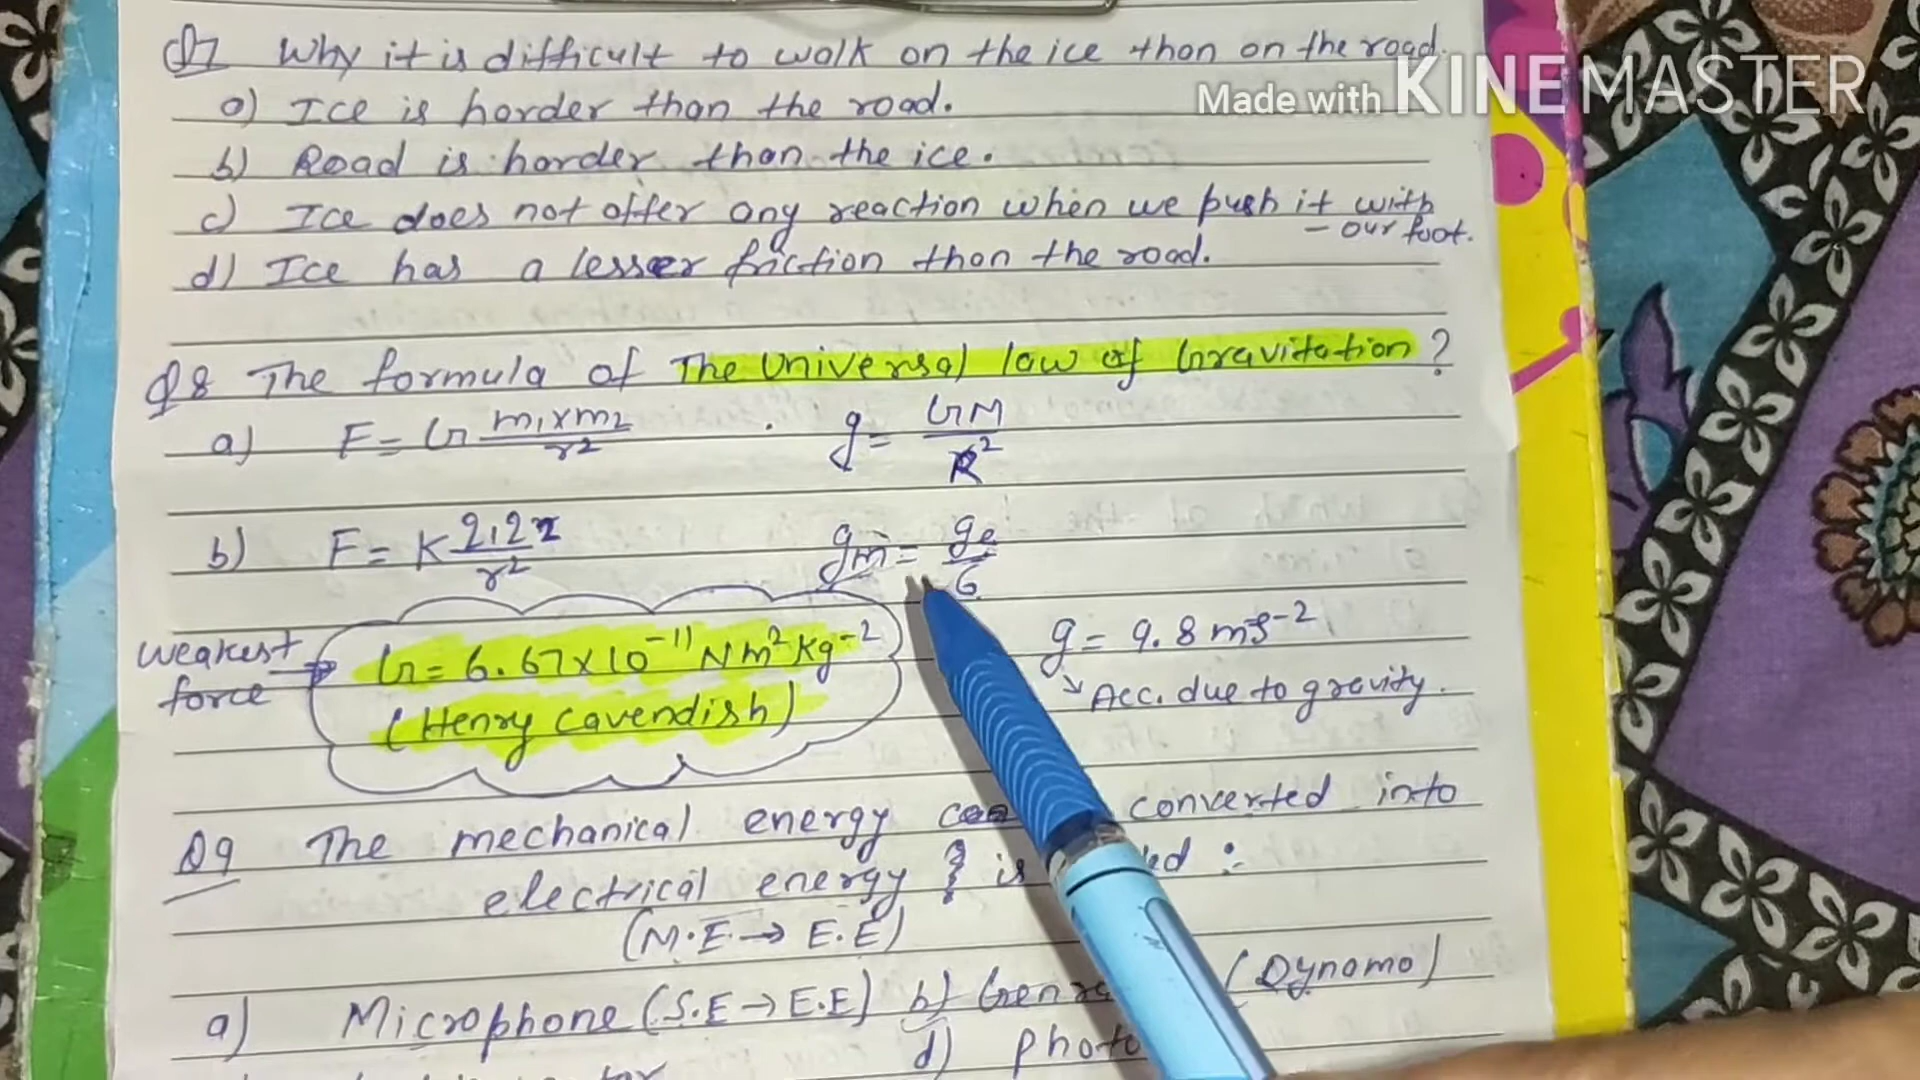 Q7 Why it is difficult to walk on the ice than on the road.
Made with KINEMASTER
a) Ice is harder than the road.
b) Road is harder than the ice.
c) Ice does not offer any reaction when we push it with
- our foot.
d) Ice has a lesser friction than the road.
Q8 The formula of The Universal law of Gravitation ?
a) F = G m1 x m2 / r² g = GM / R²
b) F = K 2122 / r² gm = ge / 6
weakest force → G = 6.67 x 10⁻¹¹ Nm² Kg⁻² g = 9.8 ms⁻²
(Henry Cavendish) ↘ Acc. due to gravity.
Q9 The mechanical energy converted into
electrical energy } is :
(M.E → E.E)
a) Microphone (S.E → E.E) b) (Dynamo)
d)